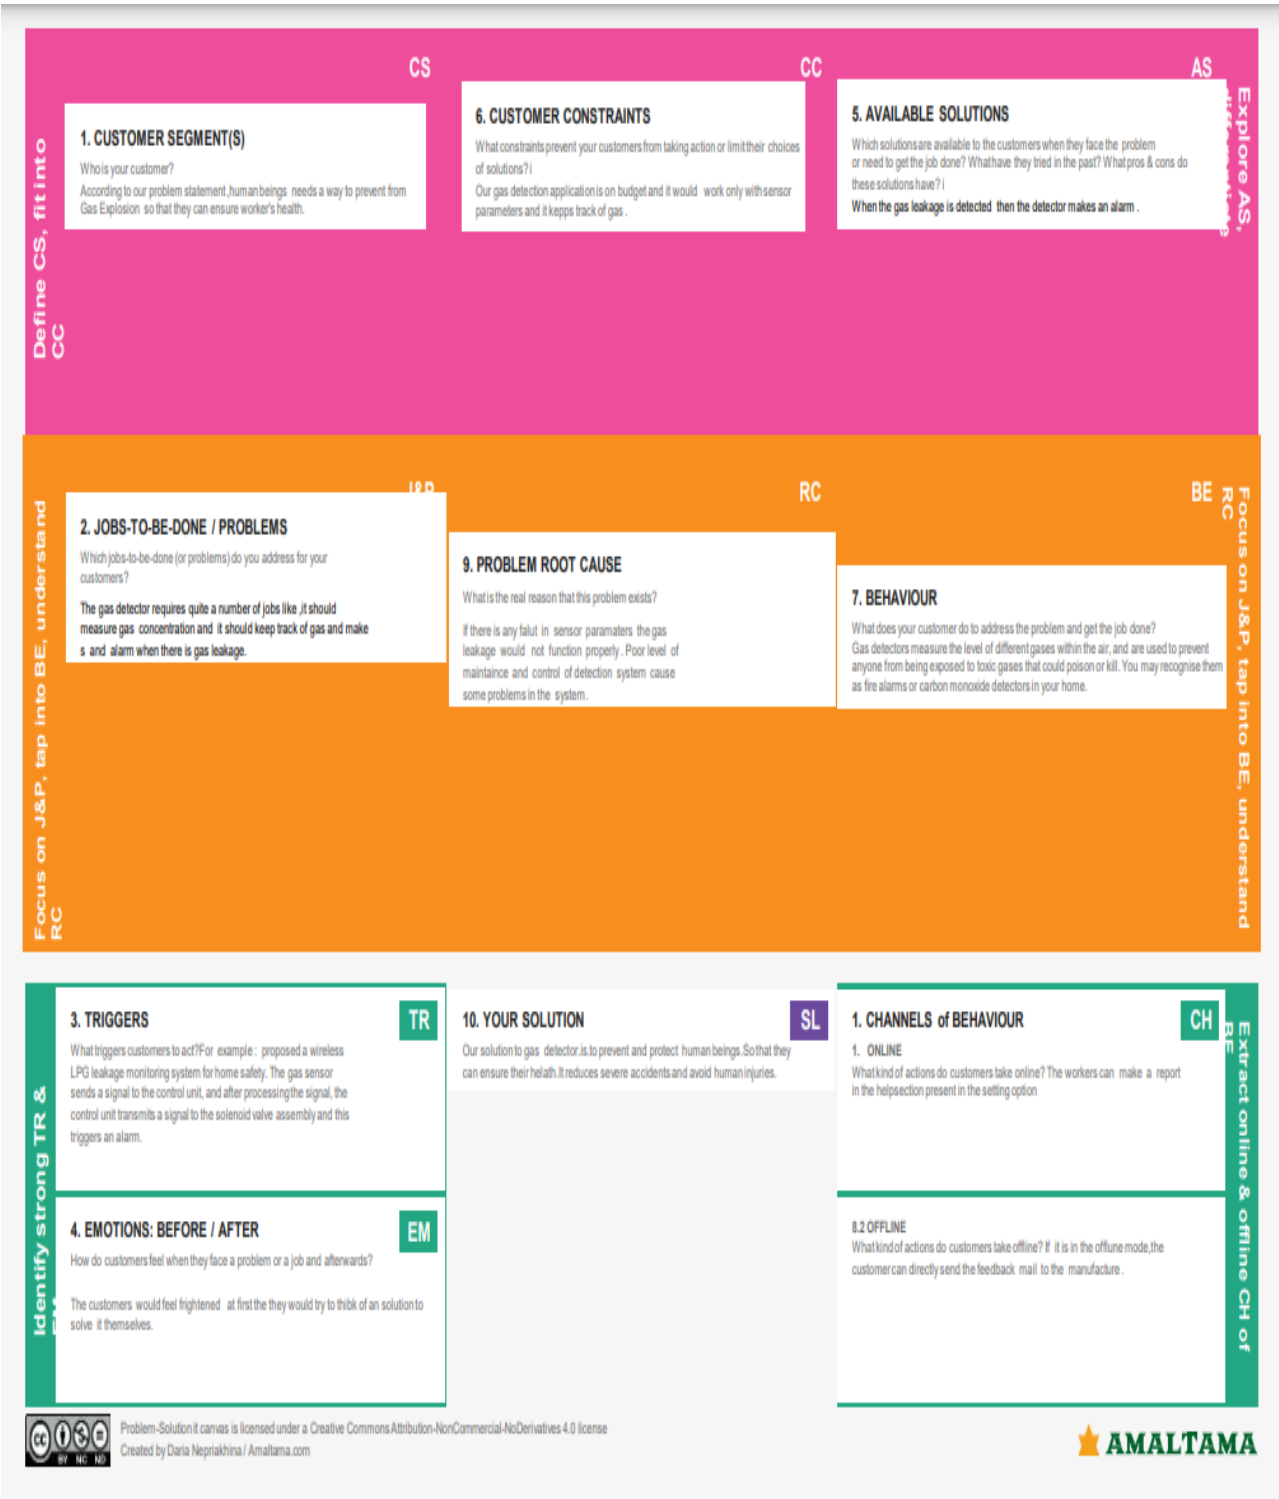 CS
Define CS, fit into
CC
1. CUSTOMER SEGMENT(S)
Who is your customer?
According to our problem statement ,human beings needs a way to prevent from
Gas Explosion so that they can ensure worker's health.
CC
6. CUSTOMER CONSTRAINTS
What constraints prevent your customers from taking action or limit their choices
of solutions? i
Our gas detection application is on budget and it would work only with sensor
parameters and it kepps track of gas .
AS
Explore AS,
differentiate
5. AVAILABLE SOLUTIONS
Which solutions are available to the customers when they face the problem
or need to get the job done? What have they tried in the past? What pros & cons do
these solutions have? i
When the gas leakage is detected then the detector makes an alarm .
Focus on J&P, tap into BE, understand
RC
J&P
2. JOBS-TO-BE-DONE / PROBLEMS
Which jobs-to-be-done (or problems) do you address for your
customers?
The gas detector requires quite a number of jobs like ,it should
measure gas concentration and it should keep track of gas and make
s and alarm when there is gas leakage.
RC
9. PROBLEM ROOT CAUSE
What is the real reason that this problem exists?
If there is any falut in sensor paramaters the gas
leakage would not function properly . Poor level of
maintaince and control of detection system cause
some problems in the system .
BE
Focus on J&P, tap into BE, understand
RC
7. BEHAVIOUR
What does your customer do to address the problem and get the job done?
Gas detectors measure the level of different gases within the air, and are used to prevent
anyone from being exposed to toxic gases that could poison or kill. You may recognise them
as fire alarms or carbon monoxide detectors in your home.
Identify strong TR &
EM
3. TRIGGERS
TR
What triggers customers to act?For example : proposed a wireless
LPG leakage monitoring system for home safety. The gas sensor
sends a signal to the control unit, and after processing the signal, the
control unit transmits a signal to the solenoid valve assembly and this
triggers an alarm.
4. EMOTIONS: BEFORE / AFTER
EM
How do customers feel when they face a problem or a job and afterwards?
The customers would feel frightened at first the they would try to thibk of an solution to
solve it themselves.
10. YOUR SOLUTION
SL
Our solution to gas detector.is.to prevent and protect human beings.So that they
can ensure their helath.It reduces severe accidents and avoid human injuries.
1. CHANNELS of BEHAVIOUR
CH
1. ONLINE
What kind of actions do customers take online? The workers can make a report
in the helpsection present in the setting option
8.2 OFFLINE
What kind of actions do customers take offline? If it is in the offlune mode,the
customer can directly send the feedback mail to the manufacture .
Extract online & offline CH of
BE
cc BY NC ND
Problem-Solution it canvas is licensed under a Creative Commons Attribution-NonCommercial-NoDerivatives 4.0 license
Created by Daria Nepriakhina / Amaltama.com
AMALTAMA